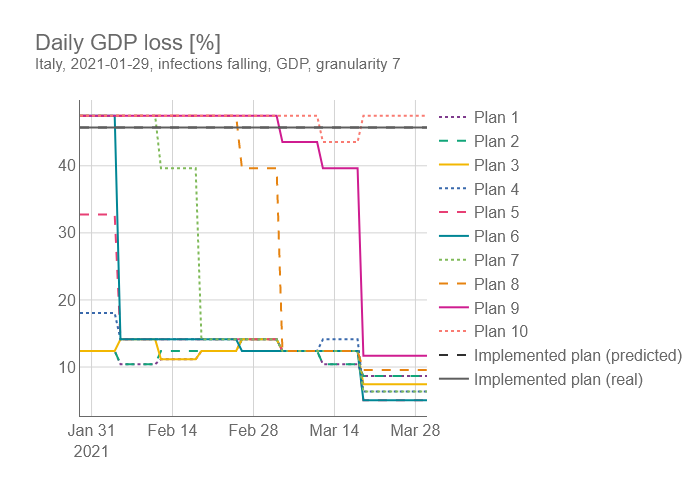 Daily GDP loss [%]
Italy, 2021-01-29, infections falling, GDP, granularity 7
40
30
20
10
Jan 31
2021
Feb 14
Feb 28
Mar 14
Mar 28
Plan 1
Plan 2
Plan 3
Plan 4
Plan 5
Plan 6
Plan 7
Plan 8
Plan 9
Plan 10
Implemented plan (predicted)
Implemented plan (real)